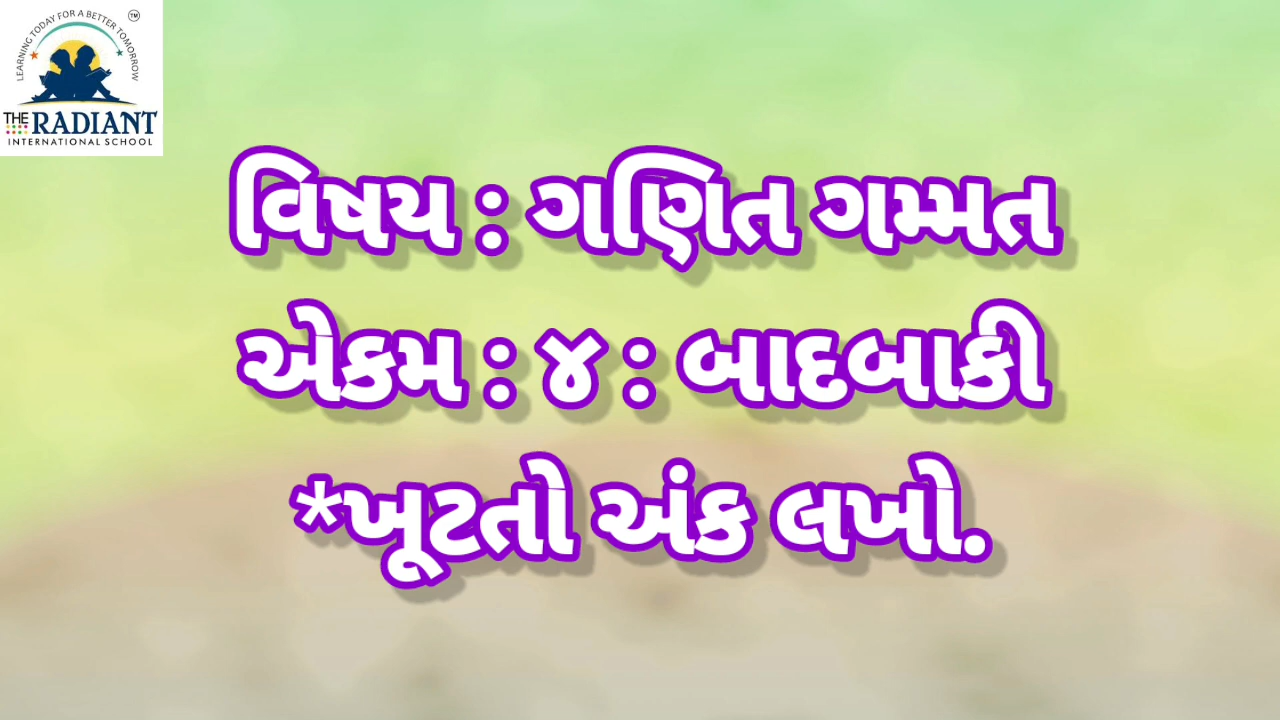 LEARNING TODAY FOR A BETTER TOMORROW
TM
THE RADIANT
INTERNATIONAL SCHOOL
વિષય : ગણિત ગમ્મત
એકમ : ૪ : બાદબાકી
*ખૂટતો અંક લખો.